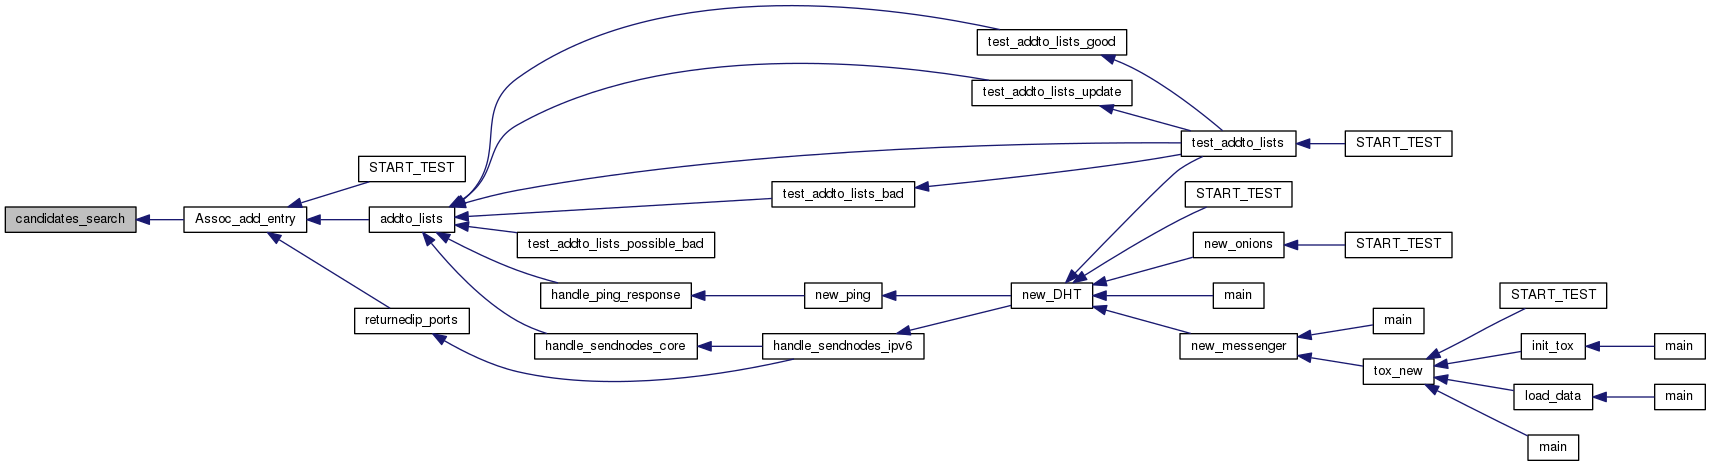 candidates_search
Assoc_add_entry
START_TEST
addto_lists
returnedip_ports
test_addto_lists_good
test_addto_lists_update
test_addto_lists
START_TEST
test_addto_lists_bad
test_addto_lists_possible_bad
handle_ping_response
new_ping
handle_sendnodes_core
handle_sendnodes_ipv6
new_DHT
START_TEST
new_onions
START_TEST
main
new_messenger
main
tox_new
START_TEST
init_tox
main
load_data
main
main